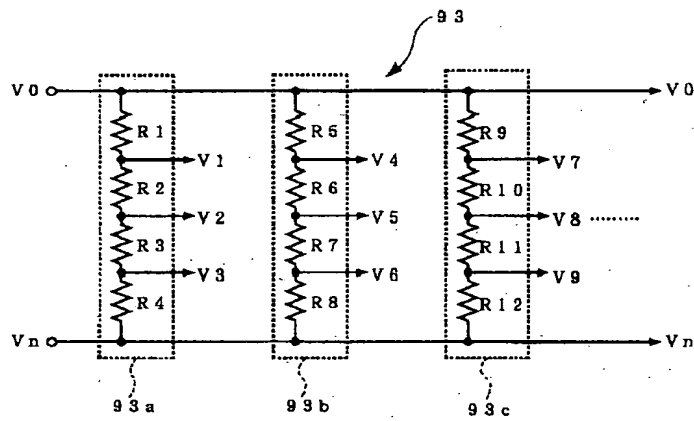 93
V0 V0
R1 R5 R9
V1 V4 V7
R2 R6 R10
V2 V5 V8 ........
R3 R7 R11
V3 V6 V9
R4 R8 R12
Vn Vn
93a 93b 93c